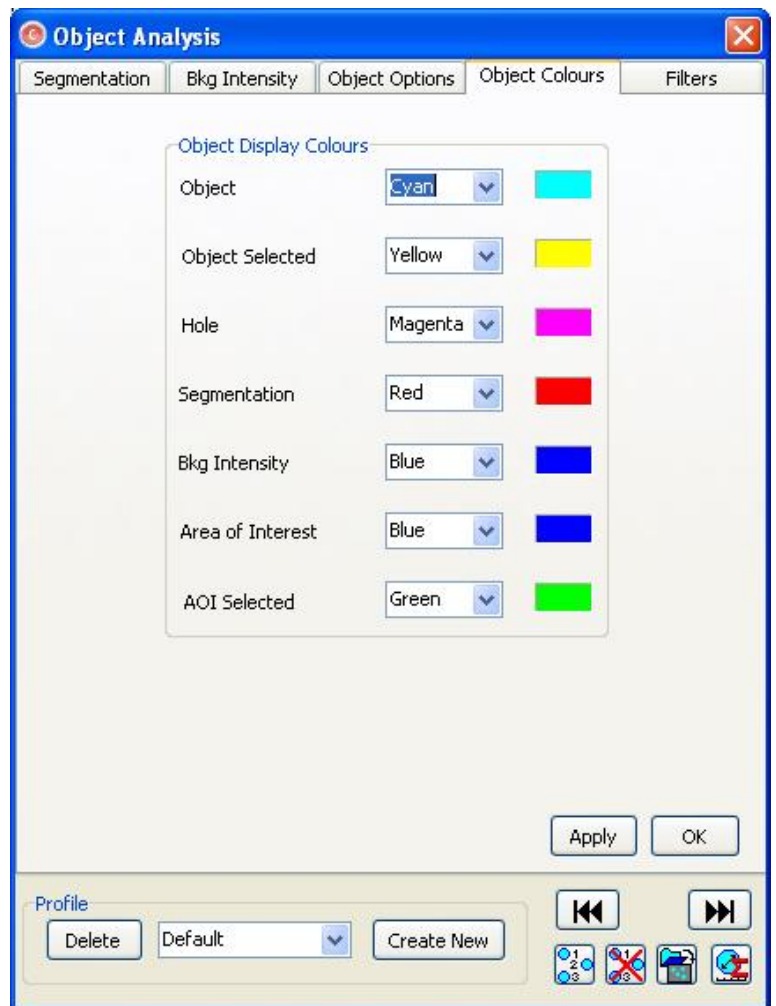 Object Analysis
Segmentation Bkg Intensity Object Options Object Colours Filters
Object Display Colours
Object Cyan
Object Selected Yellow
Hole Magenta
Segmentation Red
Bkg Intensity Blue
Area of Interest Blue
AOI Selected Green
Apply OK
Profile
Delete Default Create New